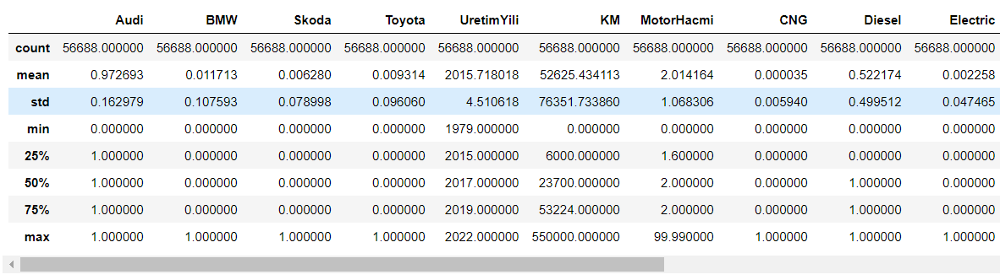 Audi BMW Skoda Toyota UretimYili KM MotorHacmi CNG Diesel Electric
count 56688.000000 56688.000000 56688.000000 56688.000000 56688.000000 56688.000000 56688.000000 56688.000000 56688.000000 56688.000000
mean 0.972693 0.011713 0.006280 0.009314 2015.718018 52625.434113 2.014164 0.000035 0.522174 0.002258
std 0.162979 0.107593 0.078998 0.096060 4.510618 76351.733860 1.068306 0.005940 0.499512 0.047465
min 0.000000 0.000000 0.000000 0.000000 1979.000000 0.000000 0.000000 0.000000 0.000000 0.000000
25% 1.000000 0.000000 0.000000 0.000000 2015.000000 6000.000000 1.600000 0.000000 0.000000 0.000000
50% 1.000000 0.000000 0.000000 0.000000 2017.000000 23700.000000 2.000000 0.000000 1.000000 0.000000
75% 1.000000 0.000000 0.000000 0.000000 2019.000000 53224.000000 2.000000 0.000000 1.000000 0.000000
max 1.000000 1.000000 1.000000 1.000000 2022.000000 550000.000000 99.990000 1.000000 1.000000 1.000000